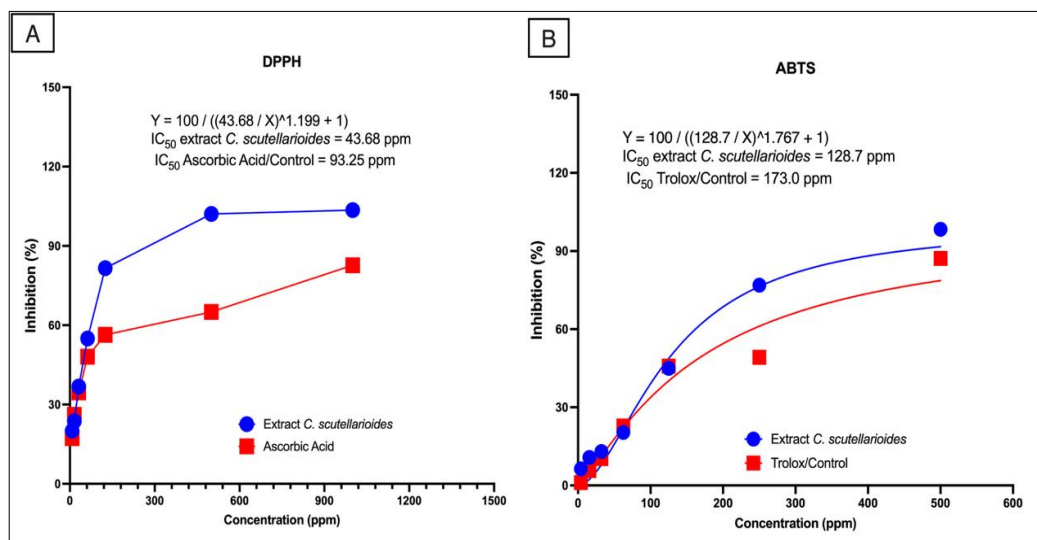 A
DPPH
Y = 100 / ((43.68 / X)^1.199 + 1)
IC50 extract C. scutellarioides = 43.68 ppm
IC50 Ascorbic Acid/Control = 93.25 ppm
150
120
90
60
30
0
Inhibition (%)
Extract C. scutellarioides
Ascorbic Acid
0 300 600 900 1200 1500
Concentration (ppm)
B
ABTS
Y = 100 / ((128.7 / X)^1.767 + 1)
IC50 extract C. scutellarioides = 128.7 ppm
IC50 Trolox/Control = 173.0 ppm
150
120
90
60
30
0
Inhibition (%)
Extract C. scutellarioides
Trolox/Control
0 100 200 300 400 500 600
Concentration (ppm)